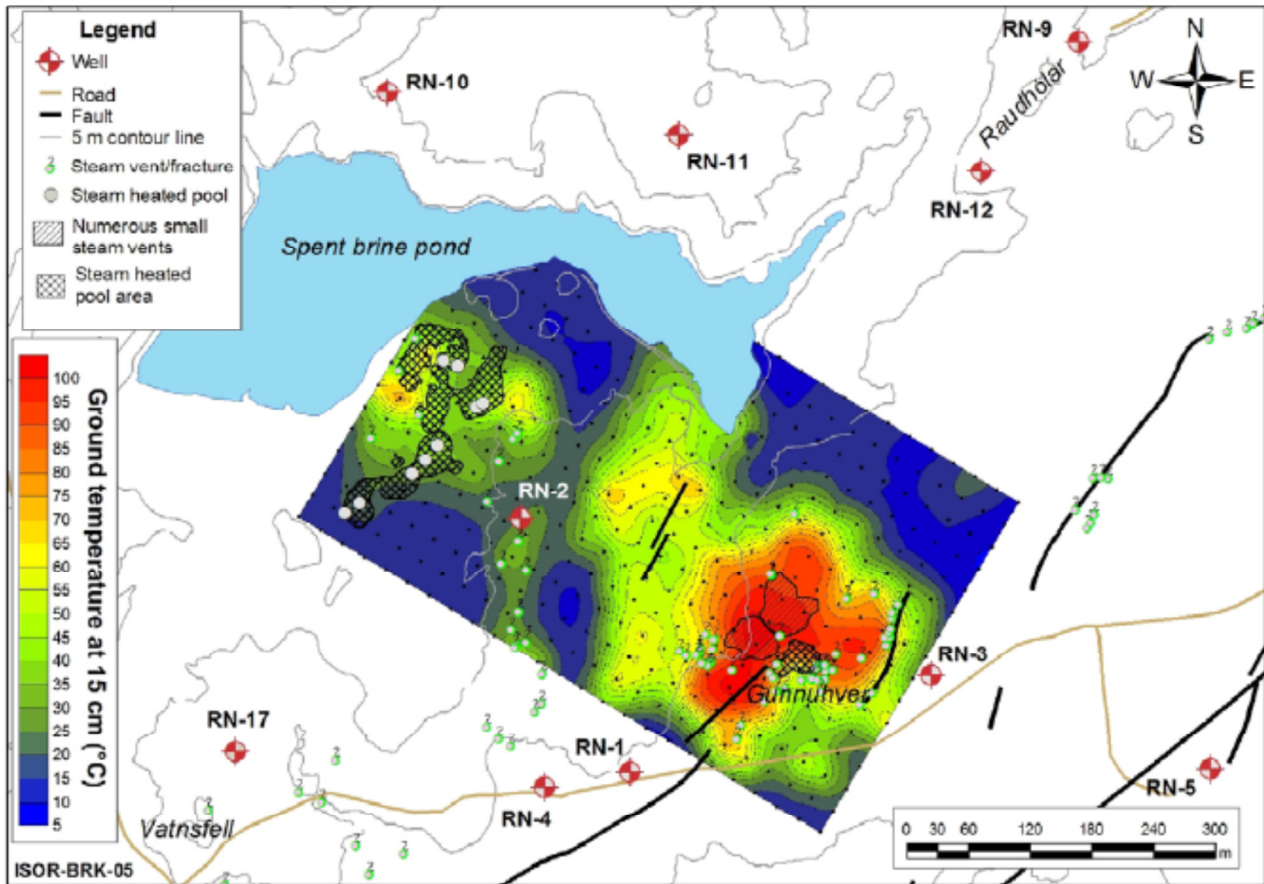 Legend
Well
Road
Fault
5 m contour line
Steam vent/fracture
Steam heated pool
Numerous small
steam vents
Steam heated
pool area
RN-9
N
W E
S
RN-10
Raudholar
RN-11
RN-12
Spent brine pond
Ground temperature at 15 cm (°C)
100
95
90
85
80
75
70
65
60
55
50
45
40
35
30
25
20
15
10
5
RN-2
RN-3
Gunnuhver
RN-17
RN-1
RN-4
RN-5
Vatnsfell
0 30 60 120 180 240 300
m
ISOR-BRK-05